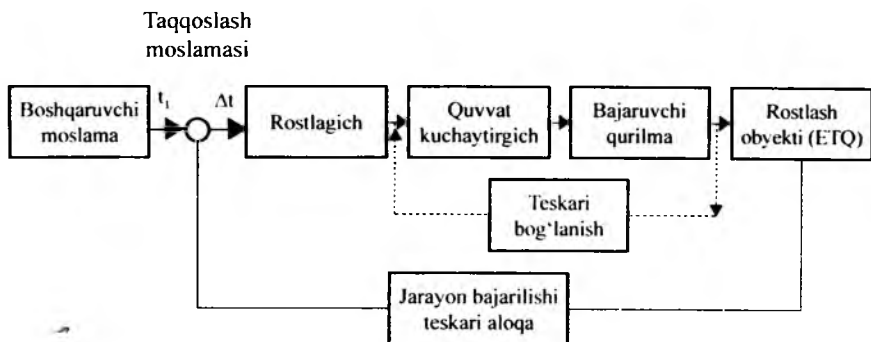 Taqqoslash
moslamasi
Boshqaruvchi
moslama
t₁
Δt
Rostlagich
Quvvat
kuchaytirgich
Bajaruvchi
qurilma
Rostlash
obyekti (ETQ)
Teskari
bog‘lanish
Jarayon bajarilishi
teskari aloqa